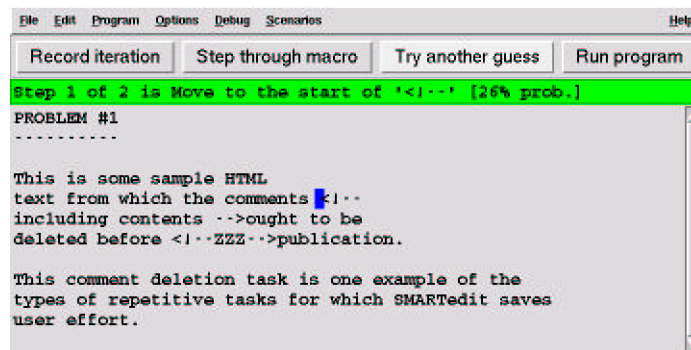 File Edit Program Options Debug Scenarios Help
Record iteration Step through macro Try another guess Run program
Step 1 of 2 is Move to the start of '<!--' [26% prob.]
PROBLEM #1
----------
This is some sample HTML
text from which the comments <!--
including contents -->ought to be
deleted before <!--ZZZ-->publication.
This comment deletion task is one example of the
types of repetitive tasks for which SMARTedit saves
user effort.